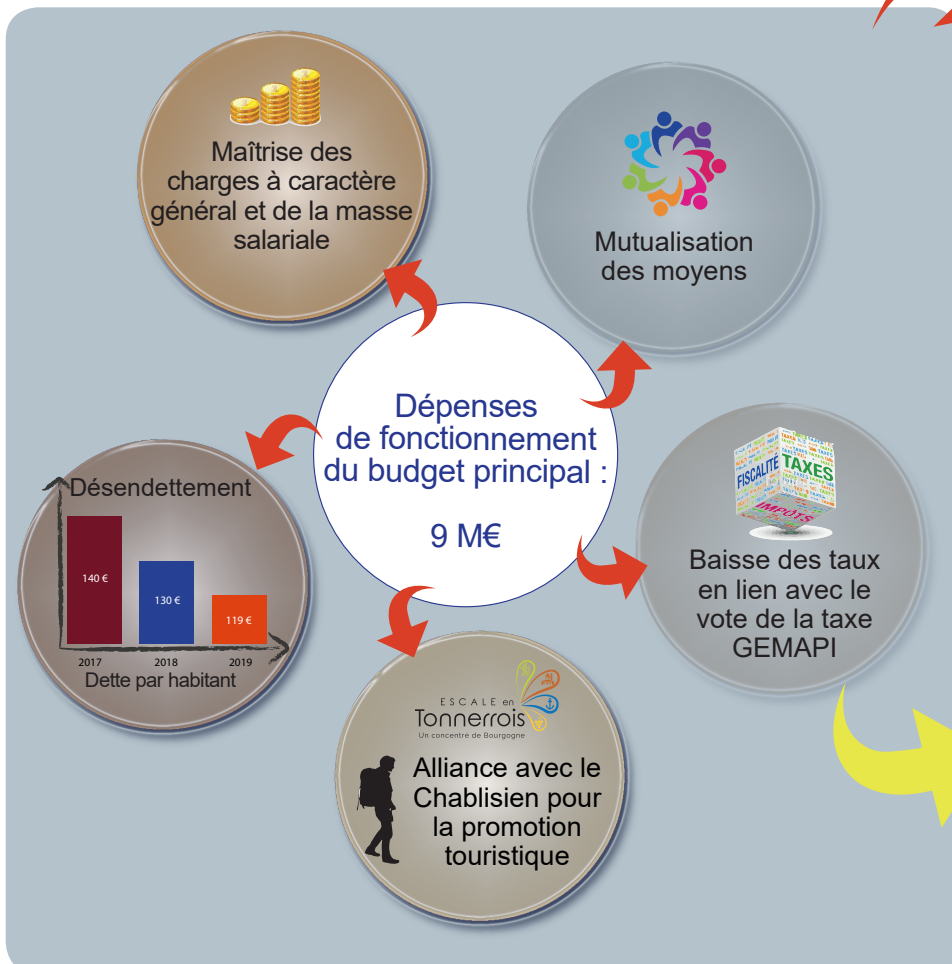 Maîtrise des
charges à caractère
général et de la masse
salariale
Mutualisation
des moyens
Dépenses
de fonctionnement
du budget principal :
9 M€
Désendettement
140 €
130 €
119 €
2017 2018 2019
Dette par habitant
FISCALITÉ TAXES
IMPÔTS
Baisse des taux
en lien avec le
vote de la taxe
GEMAPI
ESCALE en
Tonnerrois
Un concentré de Bourgogne
Alliance avec le
Chablisien pour
la promotion
touristique